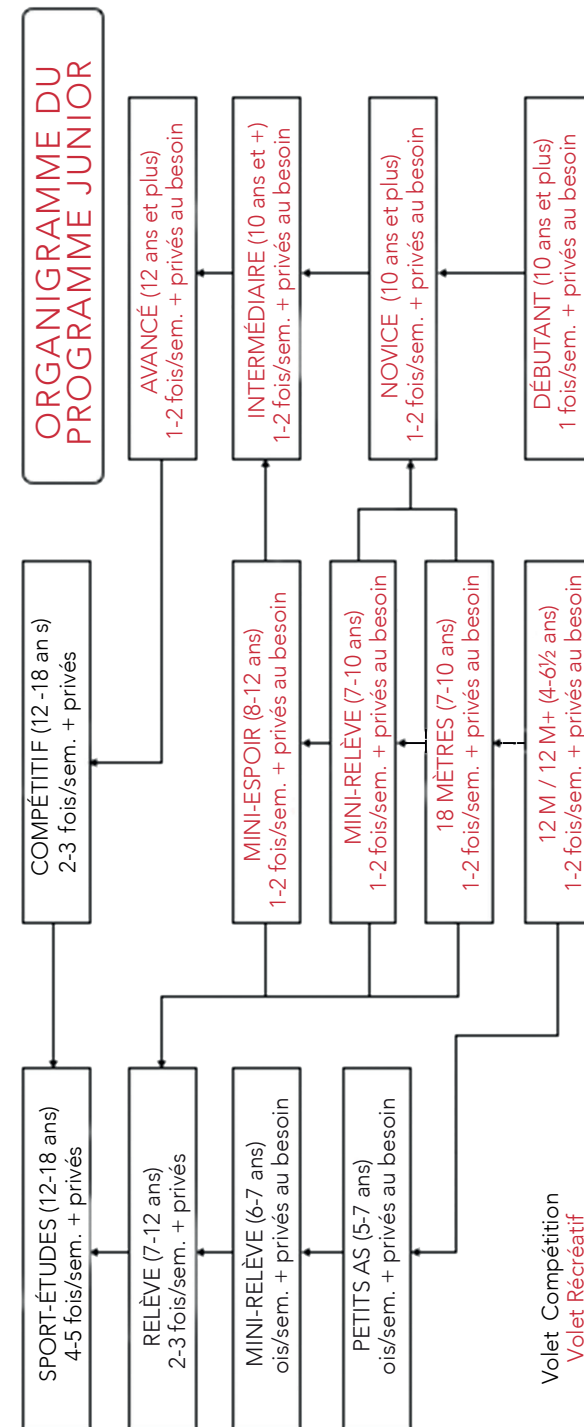 ORGANIGRAMME DU
PROGRAMME JUNIOR
SPORT-ÉTUDES (12-18 ans)
4-5 fois/sem. + privés
COMPÉTITIF (12 -18 an s)
2-3 fois/sem. + privés
RELÈVE (7-12 ans)
2-3 fois/sem. + privés
AVANCÉ (12 ans et plus)
1-2 fois/sem. + privés au besoin
MINI-RELÈVE (6-7 ans)
ois/sem. + privés au besoin
MINI-ESPOIR (8-12 ans)
1-2 fois/sem. + privés au besoin
INTERMÉDIAIRE (10 ans et +)
1-2 fois/sem. + privés au besoin
PETITS AS (5-7 ans)
ois/sem. + privés au besoin
MINI-RELÈVE (7-10 ans)
1-2 fois/sem. + privés au besoin
NOVICE (10 ans et plus)
1-2 fois/sem. + privés au besoin
18 MÈTRES (7-10 ans)
1-2 fois/sem. + privés au besoin
12 M / 12 M+ (4-6½ ans)
1-2 fois/sem. + privés au besoin
DÉBUTANT (10 ans et plus)
1 fois/sem. + privés au besoin
Volet Compétition
Volet Récréatif